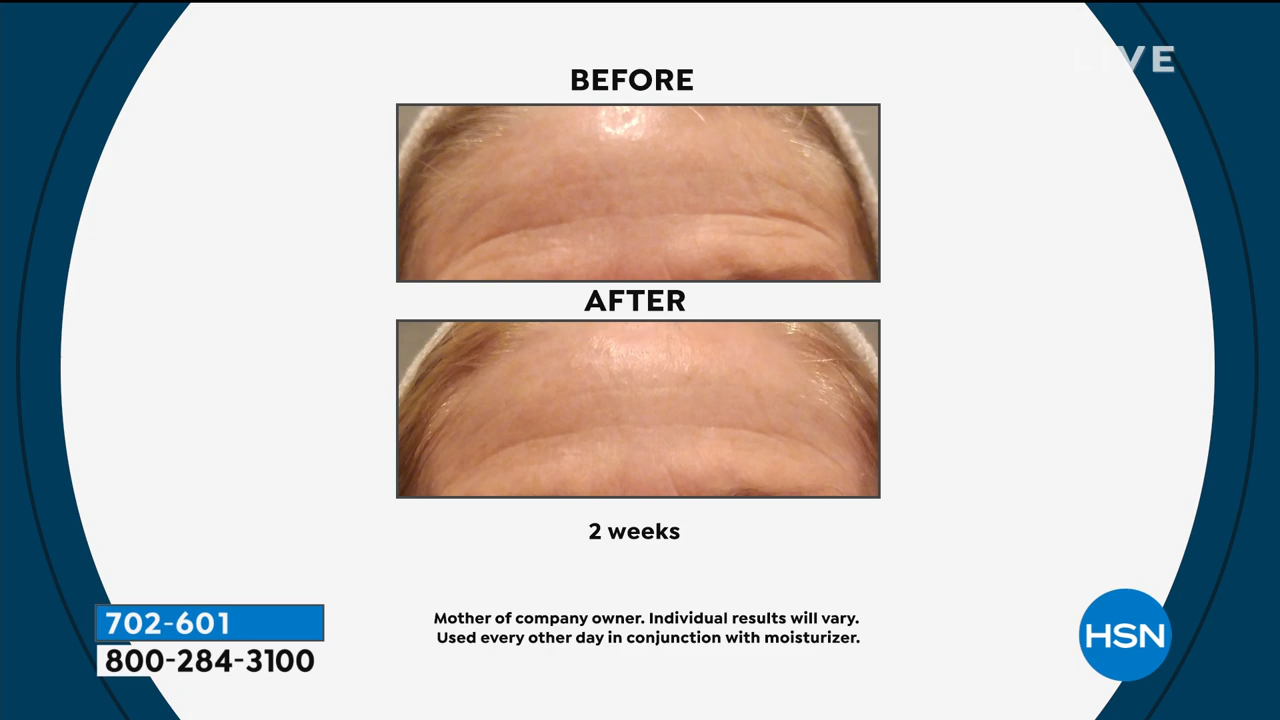 LIVE
BEFORE
AFTER
2 weeks
Mother of company owner. Individual results will vary.
Used every other day in conjunction with moisturizer.
702-601
800-284-3100
HSN